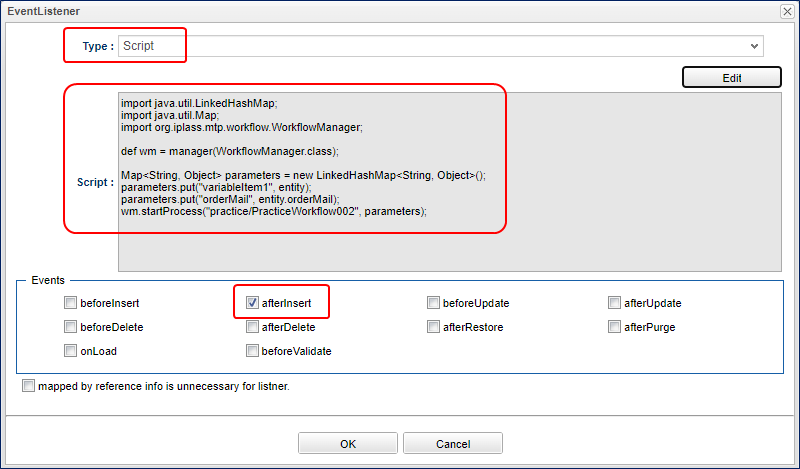 EventListener
Type : Script
Edit
Script :
import java.util.LinkedHashMap;
import java.util.Map;
import org.iplass.mtp.workflow.WorkflowManager;
def wm = manager(WorkflowManager.class);
Map<String, Object> parameters = new LinkedHashMap<String, Object>();
parameters.put("variableItem1", entity);
parameters.put("orderMail", entity.orderMail);
wm.startProcess("practice/PracticeWorkflow002", parameters);
Events
beforeInsert afterInsert beforeUpdate afterUpdate
beforeDelete afterDelete afterRestore afterPurge
onLoad beforeValidate
mapped by reference info is unnecessary for listner.
OK Cancel